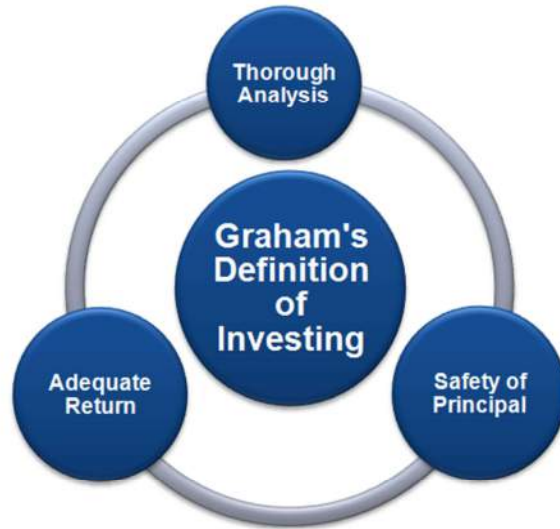 Thorough
Analysis
Graham's
Definition
of
Investing
Adequate
Return
Safety of
Principal